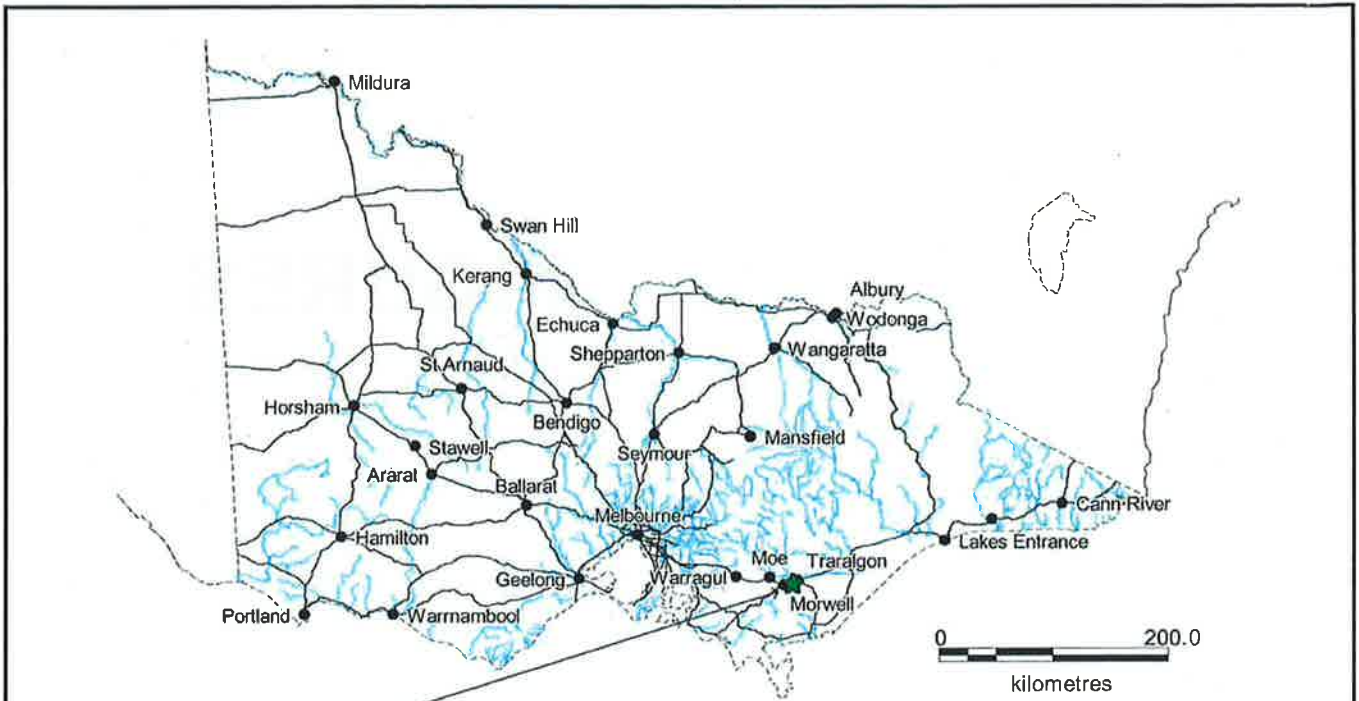 Mildura
Swan Hill
Kerang
Albury
Wodonga
Echuca
Shepparton
Wangaratta
St Arnaud
Horsham
Bendigo
Mansfield
Stawell
Seymour
Ararat
Ballarat
Melbourne
Cann River
Hamilton
Lakes Entrance
Moe
Traralgon
Geelong
Warragul
Morwell
Portland
Warrnambool
0
200.0
kilometres